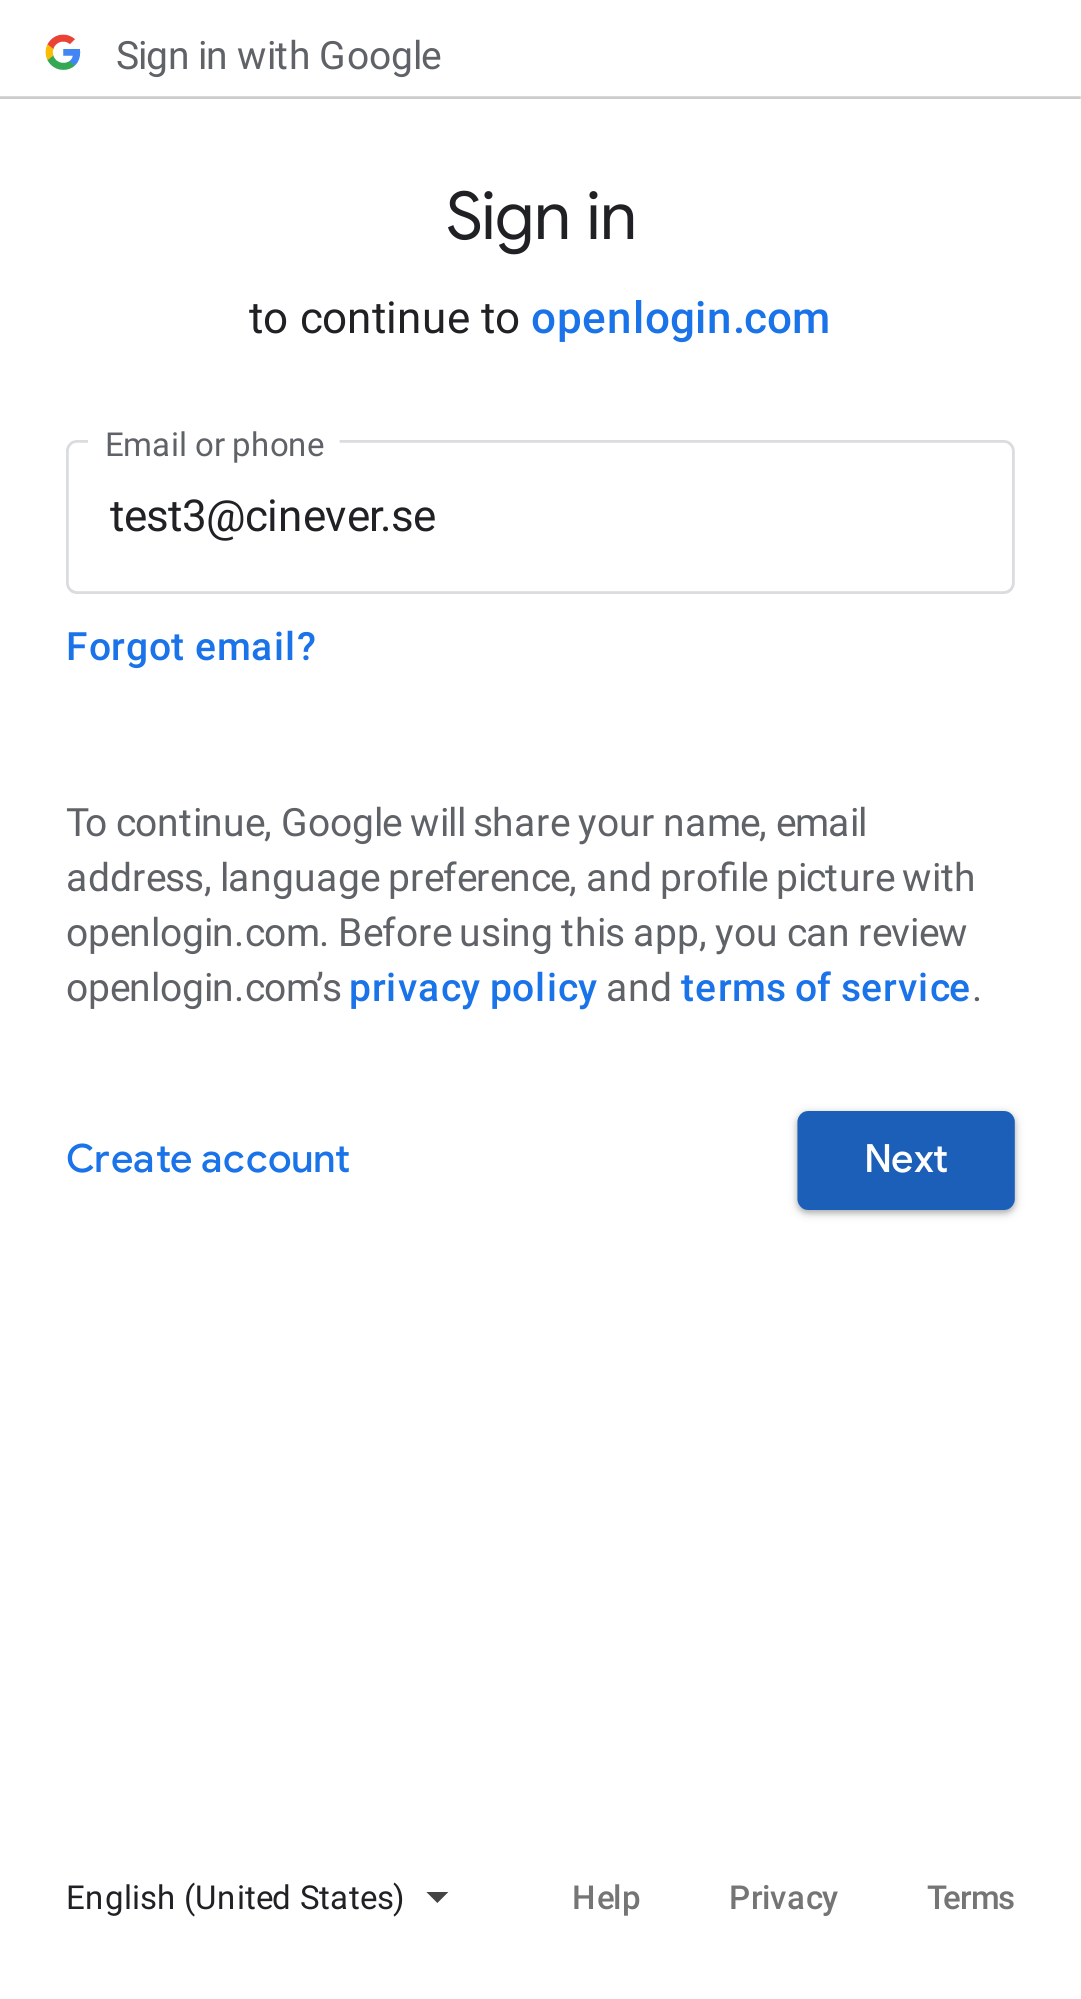 Sign in with Google
Sign in
to continue to openlogin.com
Email or phone
test3@cinever.se
Forgot email?
To continue, Google will share your name, email
address, language preference, and profile picture with
openlogin.com. Before using this app, you can review
openlogin.com’s privacy policy and terms of service.
Create account
Next
English (United States)
Help
Privacy
Terms